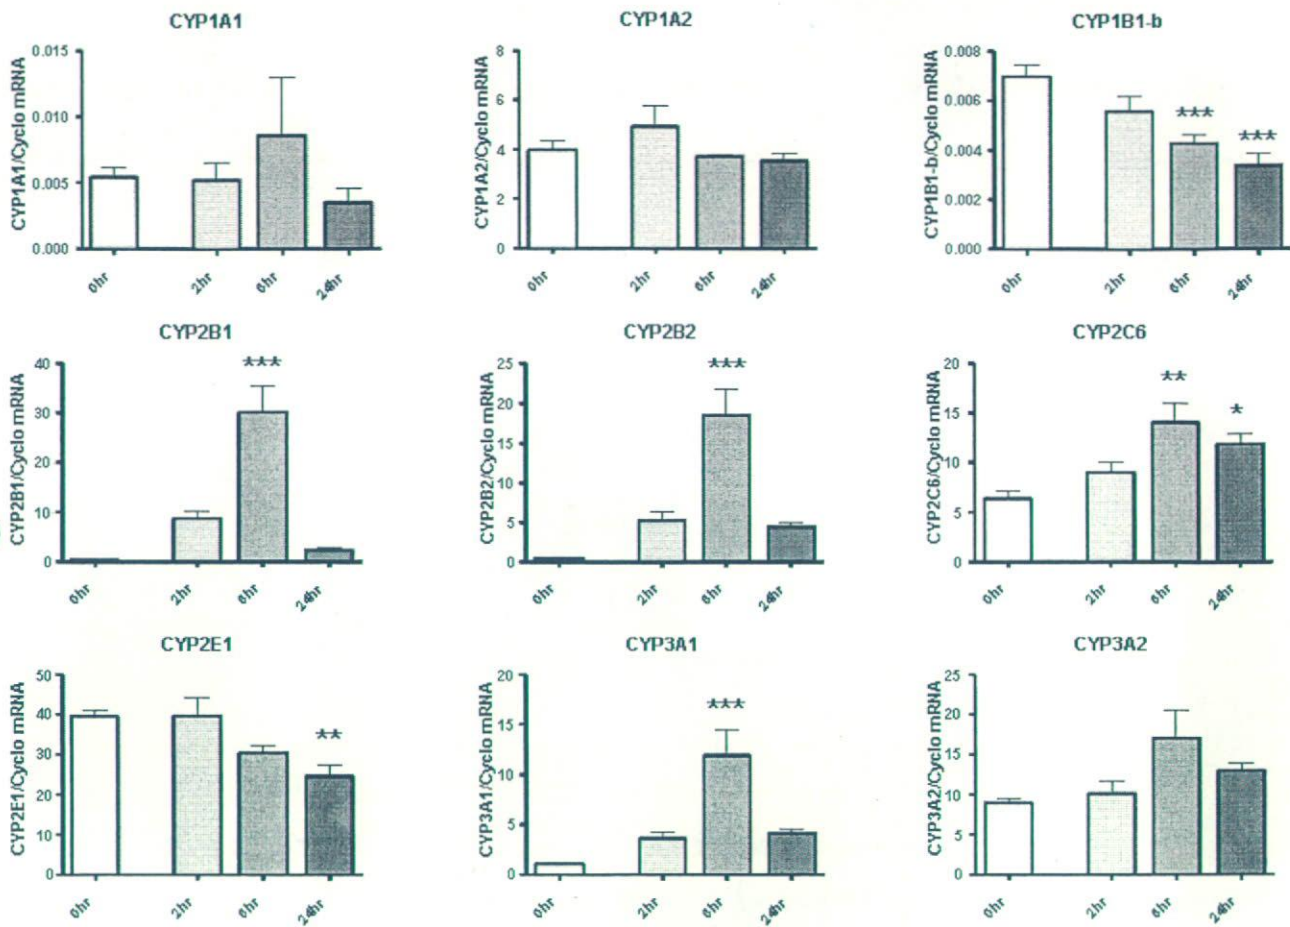 CYP1A1
CYP1A1/Cyclo mRNA
0.015
0.010
0.005
0.000
0hr
2hr
6hr
24hr
CYP1A2
CYP1A2/Cyclo mRNA
8
6
4
2
0
0hr
2hr
6hr
24hr
CYP1B1-b
CYP1B1-b/Cyclo mRNA
0.008
0.006
0.004
0.002
0.000
***
***
0hr
2hr
6hr
24hr
CYP2B1
CYP2B1/Cyclo mRNA
40
30
20
10
0
***
0hr
2hr
6hr
24hr
CYP2B2
CYP2B2/Cyclo mRNA
25
20
15
10
5
0
***
0hr
2hr
6hr
24hr
CYP2C6
CYP2C6/Cyclo mRNA
20
15
10
5
0
**
*
0hr
2hr
6hr
24hr
CYP2E1
CYP2E1/Cyclo mRNA
50
40
30
20
10
0
**
0hr
2hr
6hr
24hr
CYP3A1
CYP3A1/Cyclo mRNA
20
15
10
5
0
***
0hr
2hr
6hr
24hr
CYP3A2
CYP3A2/Cyclo mRNA
25
20
15
10
5
0
0hr
2hr
6hr
24hr